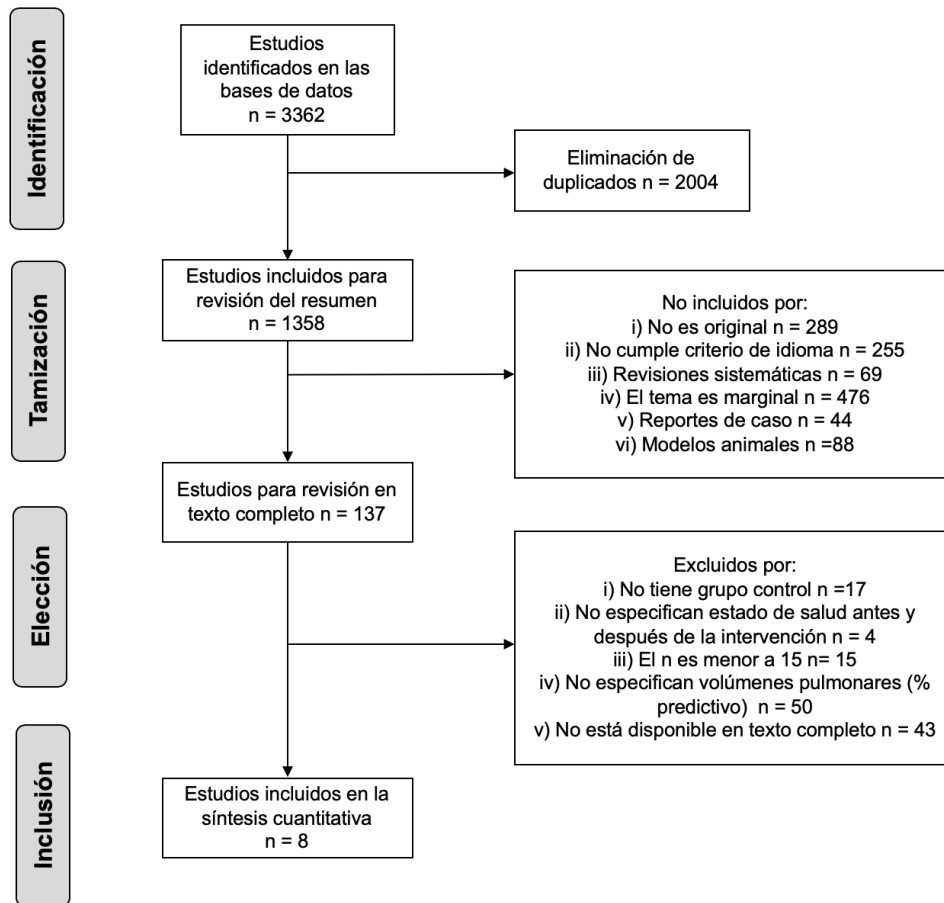 Identificación
Estudios
identificados en las
bases de datos
n = 3362
Eliminación de
duplicados n = 2004
Tamización
Estudios incluidos para
revisión del resumen
n = 1358
No incluidos por:
i) No es original n = 289
ii) No cumple criterio de idioma n = 255
iii) Revisiones sistemáticas n = 69
iv) El tema es marginal n = 476
v) Reportes de caso n = 44
vi) Modelos animales n =88
Elección
Estudios para revisión en
texto completo n = 137
Excluidos por:
i) No tiene grupo control n =17
ii) No especifican estado de salud antes y
después de la intervención n = 4
iii) El n es menor a 15 n= 15
iv) No especifican volúmenes pulmonares (%
predictivo) n = 50
v) No está disponible en texto completo n = 43
Inclusión
Estudios incluidos en la
síntesis cuantitativa
n = 8